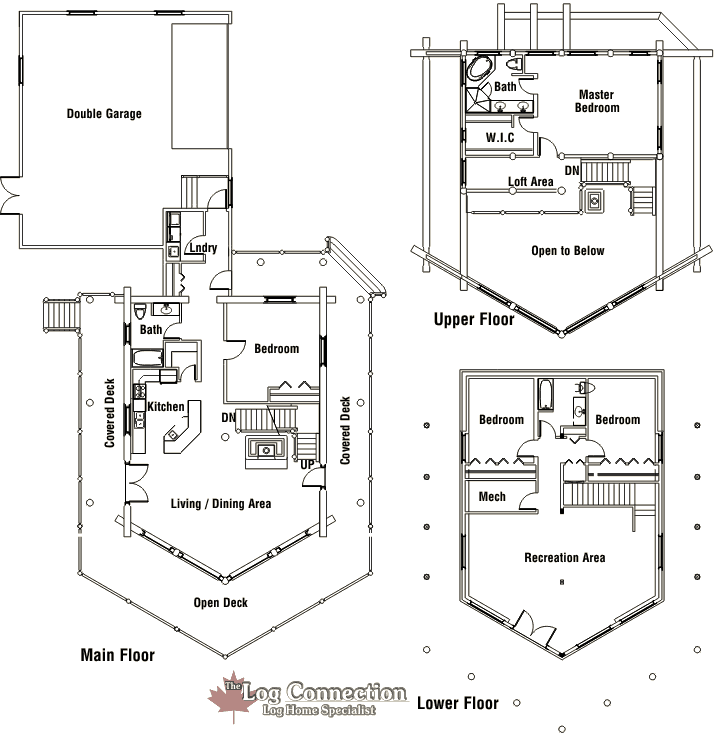 Double Garage
Lndry
Bath
Bedroom
Kitchen
Covered Deck
DN
Covered Deck
UP
Living / Dining Area
Open Deck
Main Floor
Bath
Master
Bedroom
W.I.C
DN
Loft Area
Open to Below
Upper Floor
Bedroom
Bedroom
Mech
Recreation Area
Lower Floor
The Log Connection
Log Home Specialist